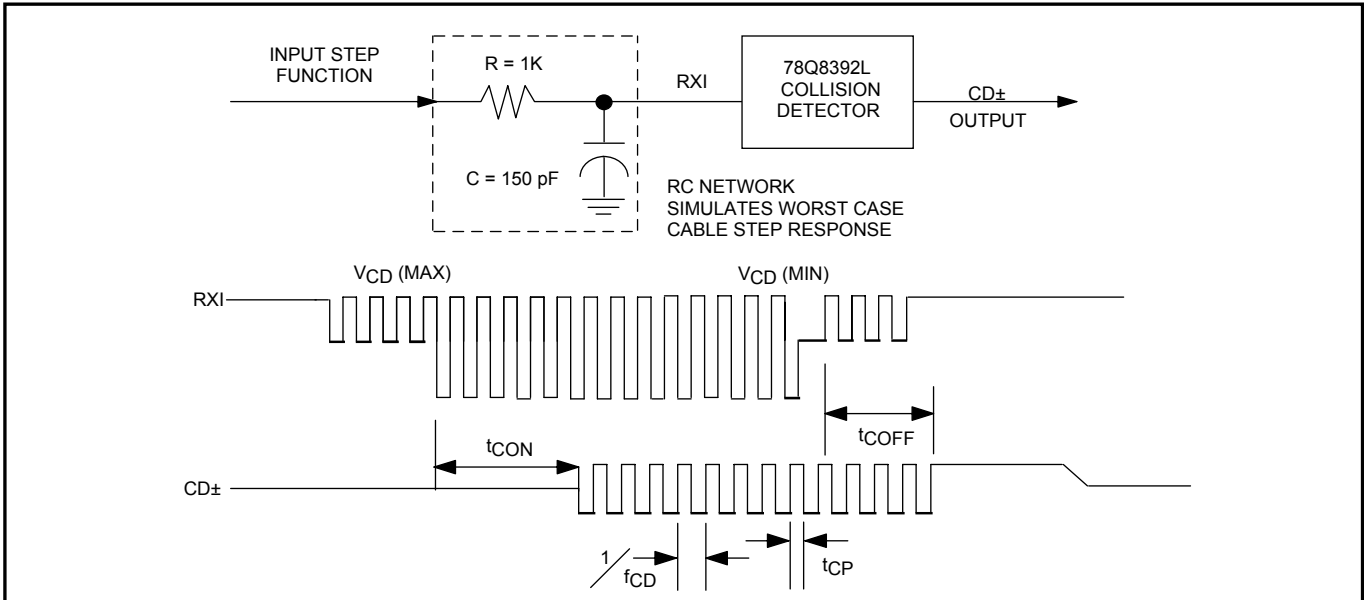 INPUT STEP
FUNCTION
R = 1K
C = 150 pF
RXI
78Q8392L
COLLISION
DETECTOR
CD±
OUTPUT
RC NETWORK
SIMULATES WORST CASE
CABLE STEP RESPONSE
VCD (MAX)
VCD (MIN)
RXI
tCOFF
tCON
CD±
1/fCD
tCP